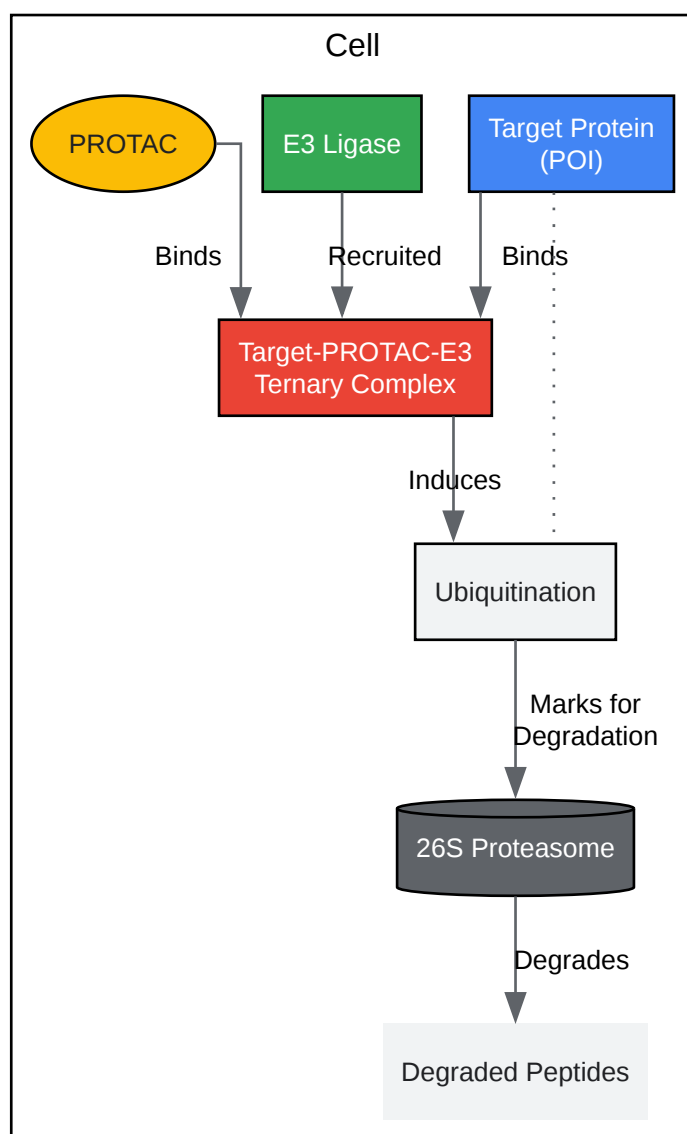 Cell
PROTAC
E3 Ligase
Target Protein
(POI)
Binds
Recruited
Binds
Target-PROTAC-E3
Ternary Complex
Induces
Ubiquitination
Marks for
Degradation
26S Proteasome
Degrades
Degraded Peptides